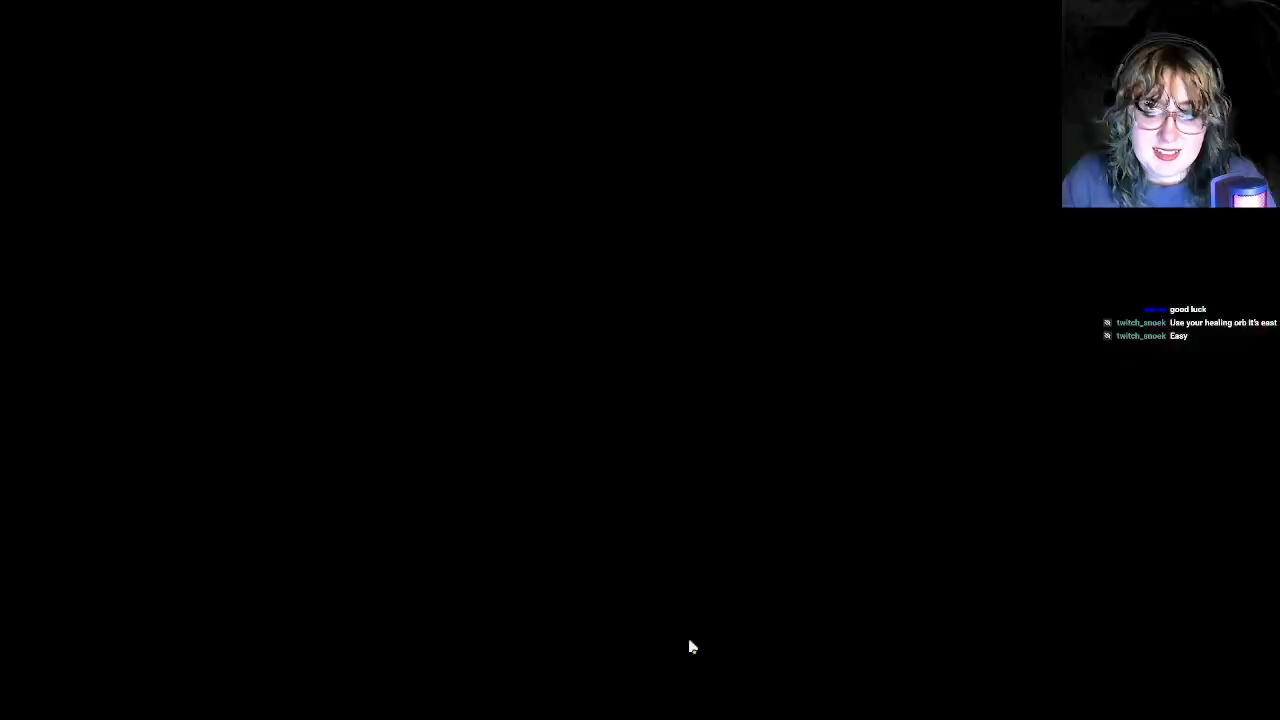 good luck
twitch_snoek Use your healing orb it's east
twitch_snoek Easy